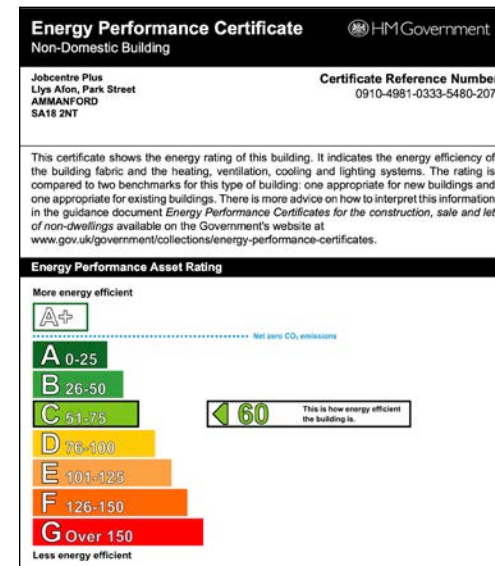 Energy Performance Certificate
HM Government
Non-Domestic Building
Jobcentre Plus
Llys Afon, Park Street
AMMANFORD
SA18 2NT
Certificate Reference Number
0910-4981-0333-5480-207
This certificate shows the energy rating of this building. It indicates the energy efficiency of
the building fabric and the heating, ventilation, cooling and lighting systems. The rating is
compared to two benchmarks for this type of building: one appropriate for new buildings and
one appropriate for existing buildings. There is more advice on how to interpret this information
in the guidance document Energy Performance Certificates for the construction, sale and let
of non-dwellings available on the Government's website at
www.gov.uk/government/collections/energy-performance-certificates.
Energy Performance Asset Rating
More energy efficient
A+
Net zero CO₂ emissions
A 0-25
B 26-50
C 51-75
60 This is how energy efficient
the building is.
D 76-100
E 101-125
F 126-150
G Over 150
Less energy efficient